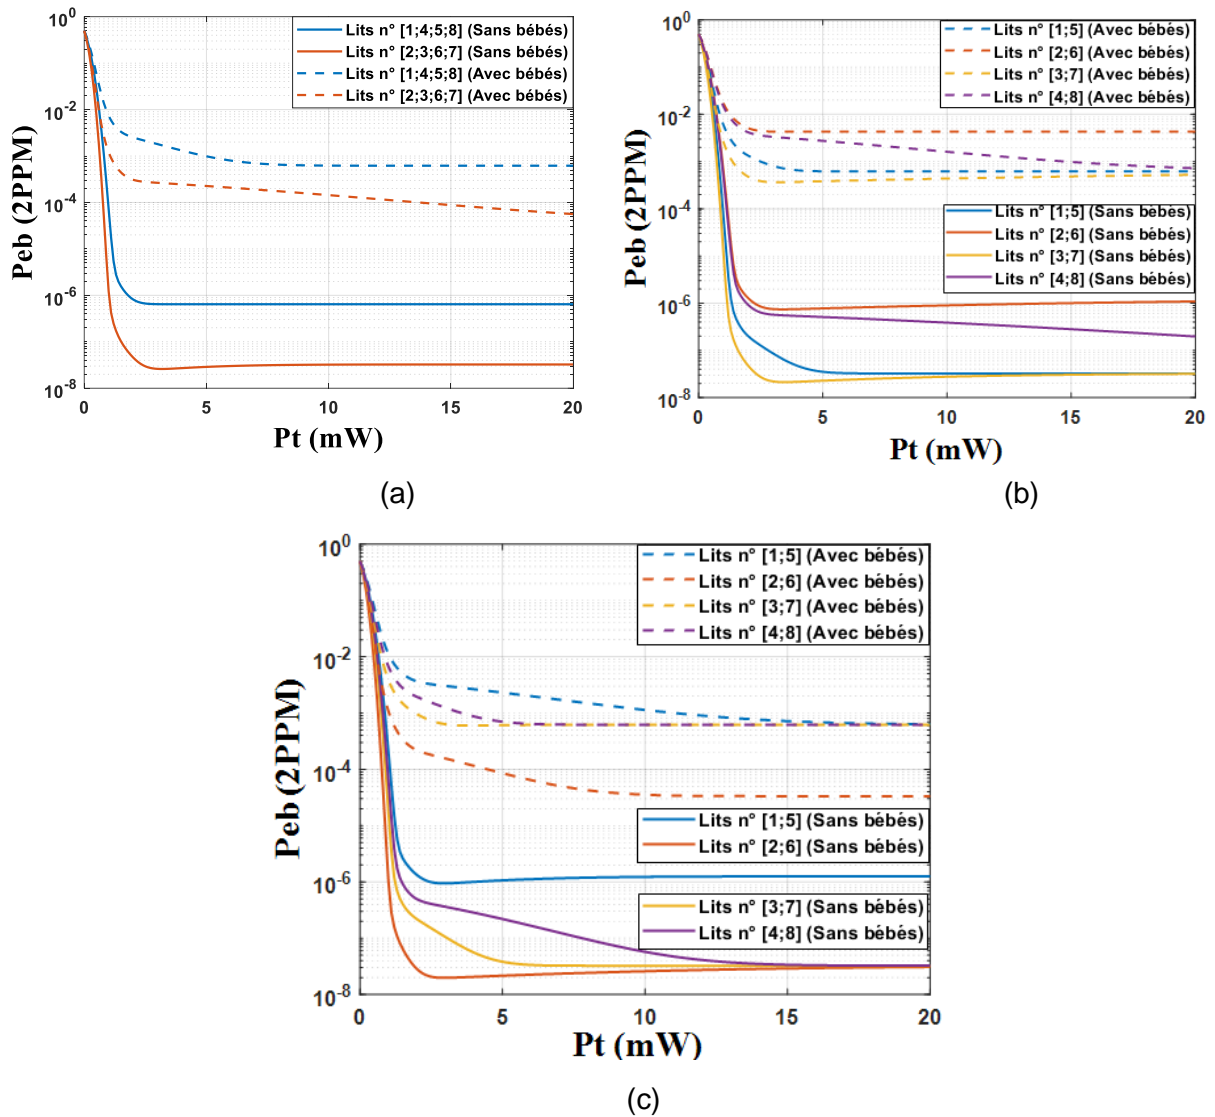 Peb (2PPM)
10^0
10^-2
10^-4
10^-6
10^-8
Lits n° [1;4;5;8] (Sans bébés)
Lits n° [2;3;6;7] (Sans bébés)
Lits n° [1;4;5;8] (Avec bébés)
Lits n° [2;3;6;7] (Avec bébés)
0 5 10 15 20
Pt (mW)
(a)
Peb (2PPM)
10^0
10^-2
10^-4
10^-6
10^-8
Lits n° [1;5] (Avec bébés)
Lits n° [2;6] (Avec bébés)
Lits n° [3;7] (Avec bébés)
Lits n° [4;8] (Avec bébés)
Lits n° [1;5] (Sans bébés)
Lits n° [2;6] (Sans bébés)
Lits n° [3;7] (Sans bébés)
Lits n° [4;8] (Sans bébés)
0 5 10 15 20
Pt (mW)
(b)
Peb (2PPM)
10^0
10^-2
10^-4
10^-6
10^-8
Lits n° [1;5] (Avec bébés)
Lits n° [2;6] (Avec bébés)
Lits n° [3;7] (Avec bébés)
Lits n° [4;8] (Avec bébés)
Lits n° [1;5] (Sans bébés)
Lits n° [2;6] (Sans bébés)
Lits n° [3;7] (Sans bébés)
Lits n° [4;8] (Sans bébés)
0 5 10 15 20
Pt (mW)
(c)